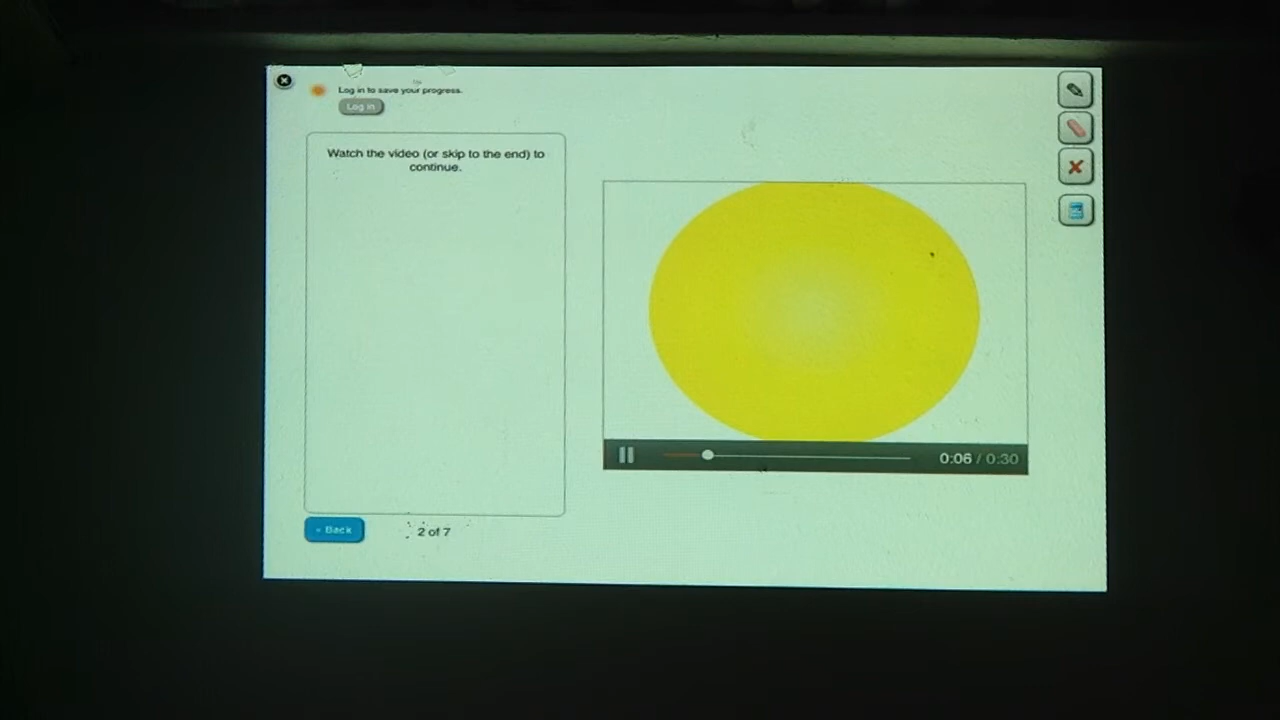 Log in to save your progress.
Log in
Watch the video (or skip to the end) to
continue.
0:06 / 0:30
« Back
2 of 7